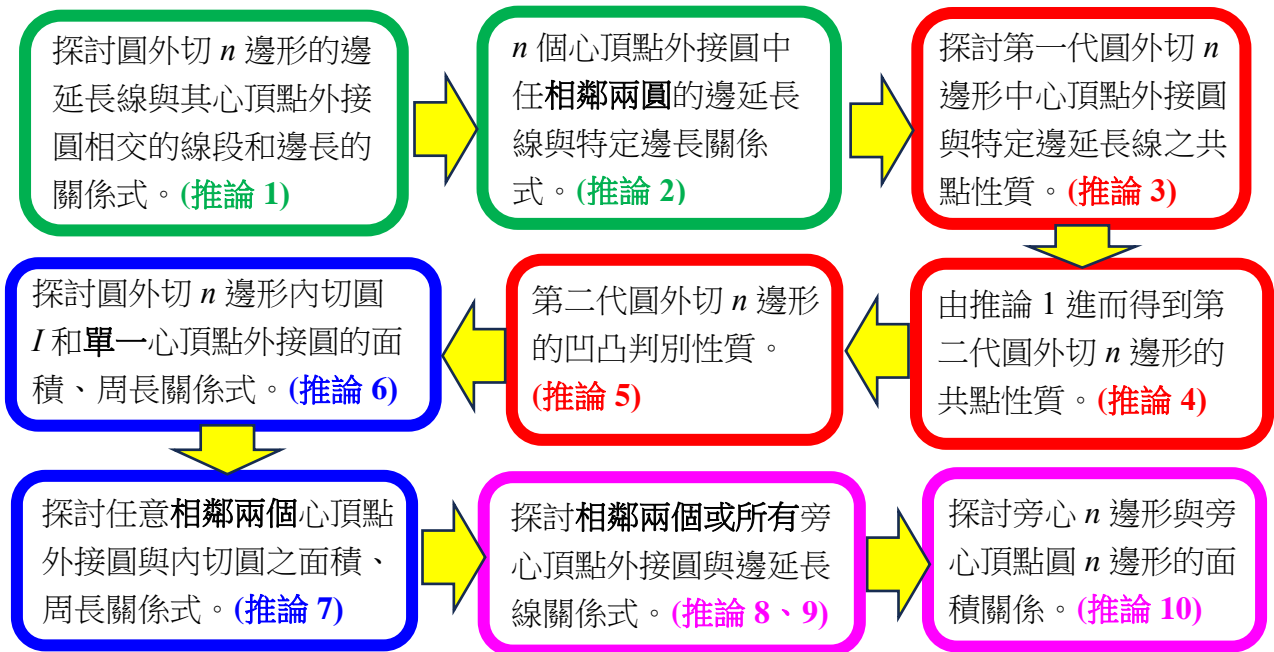 探討圓外切 n 邊形的邊
延長線與其心頂點外接
圓相交的線段和邊長的
關係式。(推論 1)
n 個心頂點外接圓中
任相鄰兩圓的邊延長
線與特定邊長關係
式。(推論 2)
探討第一代圓外切 n
邊形中心頂點外接圓
與特定邊延長線之共
點性質。(推論 3)
由推論 1 進而得到第
二代圓外切 n 邊形的
共點性質。(推論 4)
第二代圓外切 n 邊形
的凹凸判別性質。
(推論 5)
探討圓外切 n 邊形內切圓
I 和單一心頂點外接圓的面
積、周長關係式。(推論 6)
探討任意相鄰兩個心頂點
外接圓與內切圓之面積、
周長關係式。(推論 7)
探討相鄰兩個或所有旁
心頂點外接圓與邊延長
線關係式。(推論 8、9)
探討旁心 n 邊形與旁
心頂點圓 n 邊形的面
積關係。(推論 10)